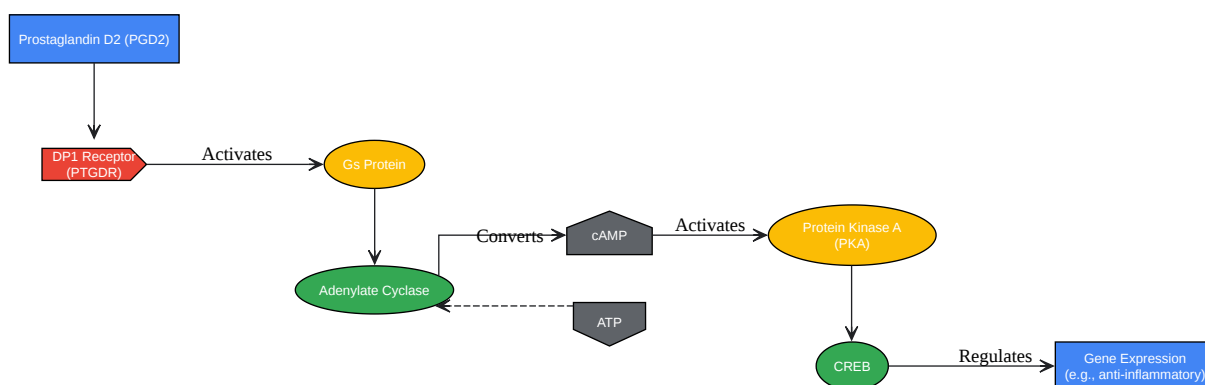 Prostaglandin D2 (PGD2)
DP1 Receptor
(PTGDR)
Activates
Gs Protein
Adenylate Cyclase
Converts
cAMP
ATP
Activates
Protein Kinase A
(PKA)
CREB
Regulates
Gene Expression
(e.g., anti-inflammatory)